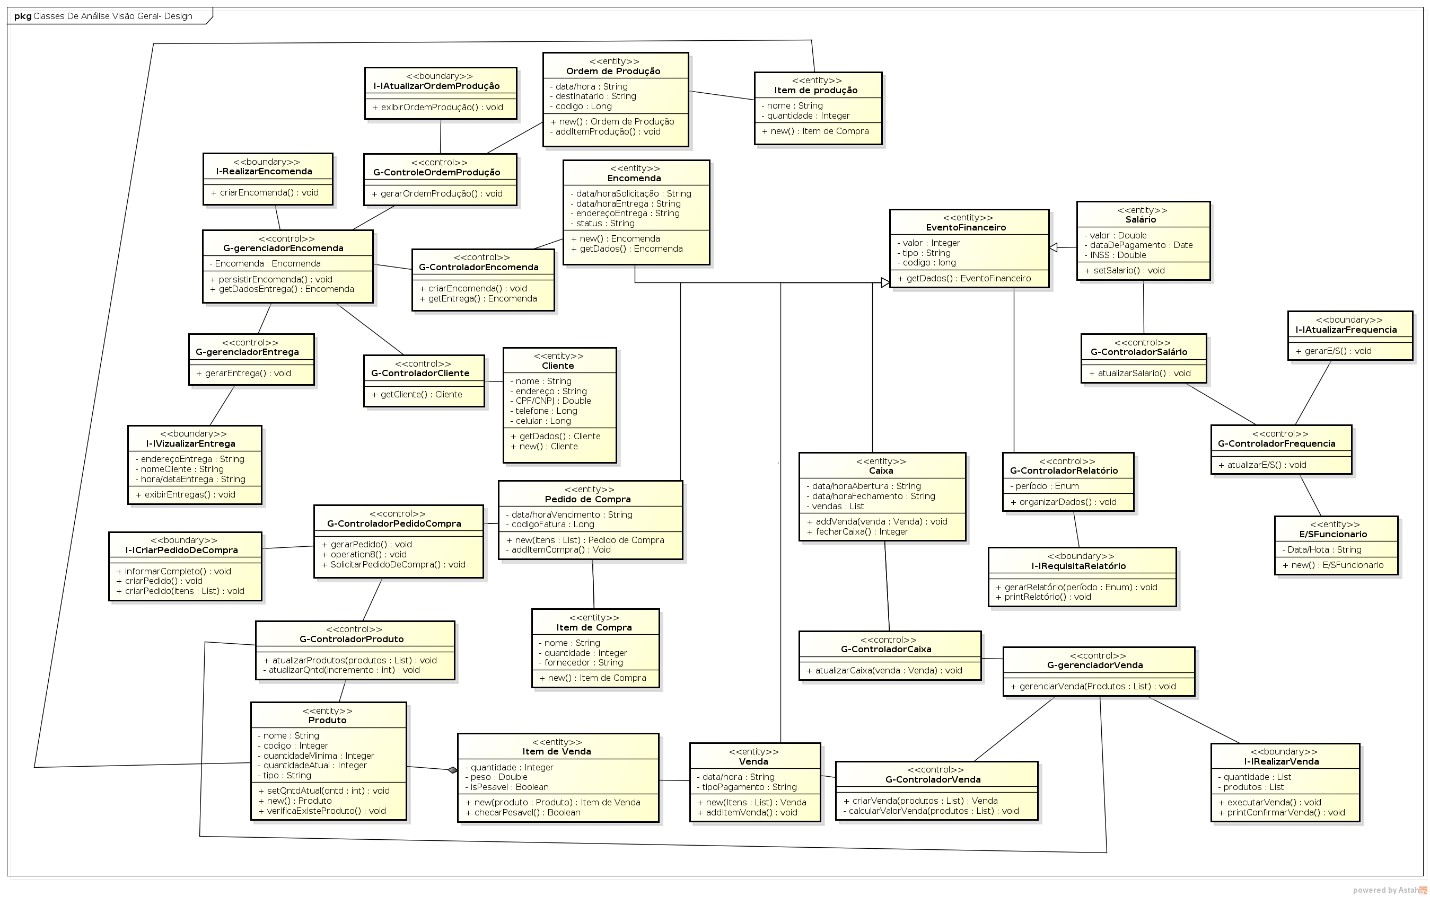 pkg Classes De Análise Visão Geral- Design
<<boundary>>
I-IAtualizarOrdemProdução
+ exibirOrdemProdução() : void
<<entity>>
Ordem de Produção
- data/hora : String
- destinatario : String
- codigo : Long
+ new() : Ordem de Produção
- addItemProdução() : void
<<entity>>
Item de produção
- nome : String
- quantidade : Integer
+ new() : Item de Compra
<<boundary>>
I-RealizarEncomenda
+ criarEncomenda() : void
<<control>>
G-ControleOrdemProdução
+ gerarOrdemProdução() : void
<<entity>>
Encomenda
- data/horaSolicitação : String
- data/horaEntrega : String
- endereçoEntrega : String
- status : String
+ new() : Encomenda
+ getDados() : Encomenda
<<control>>
G-gerenciadorEncomenda
- Encomenda : Encomenda
+ persistirEncomenda() : void
+ getDadosEntrega() : Encomenda
<<control>>
G-ControladorEncomenda
+ criarEncomenda() : void
+ getEntrega() : Encomenda
<<entity>>
EventoFinanceiro
- valor : Integer
- tipo : String
- codigo : long
+ getDados() : EventoFinanceiro
<<entity>>
Salário
- valor : Double
- dataDePagamento : Date
- INSS : Double
+ setSalario() : void
<<control>>
G-gerenciadorEntrega
+ gerarEntrega() : void
<<control>>
G-ControladorCliente
+ getCliente() : Cliente
<<entity>>
Cliente
- nome : String
- endereço : String
- CPF/CNPJ : Double
- telefone : Long
- celular : Long
+ getDados() : Cliente
+ new() : Cliente
<<control>>
G-ControladorSalário
+ atualizarSalario() : void
<<boundary>>
I-IAtualizarFrequencia
+ gerarE/S() : void
<<boundary>>
I-IVizualizarEntrega
- endereçoEntrega : String
- nomeCliente : String
- hora/dataEntrega : String
+ exibirEntregas() : void
<<control>>
G-ControladorFrequencia
+ atualizarE/S() : void
<<entity>>
Caixa
- data/horaAbertura : String
- data/horaFechamento : String
- vendas : List
+ addVenda(venda : Venda) : void
+ fecharCaixa() : Integer
<<control>>
G-ControladorRelatório
- período : Enum
+ organizarDados() : void
<<entity>>
Pedido de Compra
- data/horaVencimento : String
- codigoFatura : Long
+ new(itens : List) : Pedido de Compra
- addItemCompra() : Void
<<control>>
G-ControladorPedidoCompra
+ gerarPedido() : void
+ operation8() : void
+ SolicitarPedidoDeCompra() : void
<<entity>>
E/SFuncionario
- Data/Hota : String
+ new() : E/SFuncionario
<<boundary>>
I-ICriarPedidoDeCompra
+ informarCompleto() : void
+ criarPedido() : void
+ criarPedido(itens : List) : void
<<boundary>>
I-IRequisitaRelatório
+ gerarRelatório(período : Enum) : void
+ printRelatório() : void
<<entity>>
Item de Compra
- nome : String
- quantidade : Integer
- fornecedor : String
+ new() : Item de Compra
<<control>>
G-ControladorProduto
+ atualizarProdutos(produtos : List) : void
- atualizarQntd(incremento : int) : void
<<control>>
G-ControladorCaixa
+ atualizarCaixa(venda : Venda) : void
<<control>>
G-gerenciadorVenda
+ gerenciarVenda(Produtos : List) : void
<<entity>>
Produto
- nome : String
- codigo : Integer
- quantidadeMinima : Integer
- quantidadeAtual : Integer
- tipo : String
+ setQntdAtual(qntd : int) : void
+ new() : Produto
+ verificaExisteProduto() : void
<<entity>>
Item de Venda
- quantidade : Integer
- peso : Double
- isPesavel : Boolean
+ new(produto : Produto) : Item de Venda
+ checarPesavel() : Boolean
<<entity>>
Venda
- data/hora : String
- tipoPagamento : String
+ new(Itens : List) : Venda
+ addItemVenda() : void
<<control>>
G-ControladorVenda
+ criarVenda(produtos : List) : Venda
- calcularValorVenda(produtos : List) : void
<<boundary>>
I-IRealizarVenda
- quantidade : List
- produtos : List
+ executarVenda() : void
+ printConfirmarVenda() : void
powered by Astah